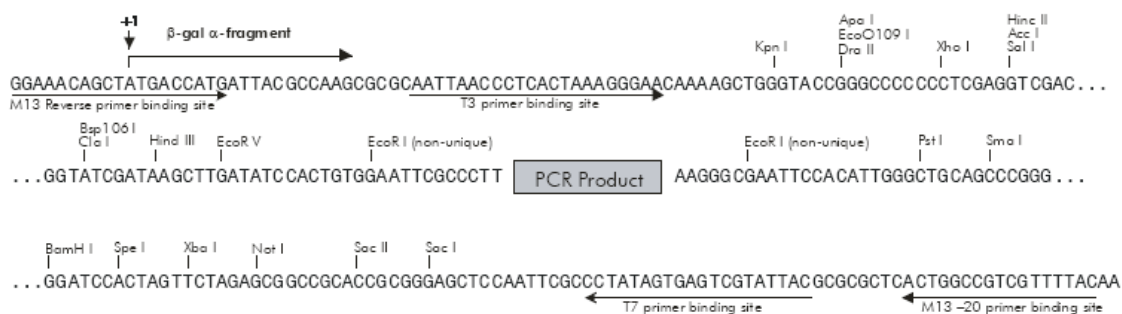 +1
β-gal α-fragment
Apa I
EcoO109 I
Dra II
Hinc II
Acc I
Sal I
Kpn I
Xho I
GGAAACAGCTATGACCATGATTACGCCAAGCGCGCAATTAACCCTCACTAAAGGGAACAAAAGCTGGGTACCGGGCCCCCCCTCGAGGTCGAC...
M13 Reverse primer binding site
T3 primer binding site
Bsp106 I
Cla I
Hind III
EcoR V
EcoR I (non-unique)
EcoR I (non-unique)
Pst I
Sma I
...GGTATCGATAAGCTTGATATCCACTGTGGAATTCGCCCTT
PCR Product
AAGGGCGAATTCCACATTGGGCTGCAGCCCGGG...
BamH I
Spe I
Xba I
Not I
Sac II
Sac I
...GGATCCACTAGTTCTAGAGCGGCCGCACCGCGGGAGCTCCAATTCGCCCTATAGTGAGTCGTATTACGCGCGCTCACTGGCCGTCGTTTTACAA
T7 primer binding site
M13 –20 primer binding site